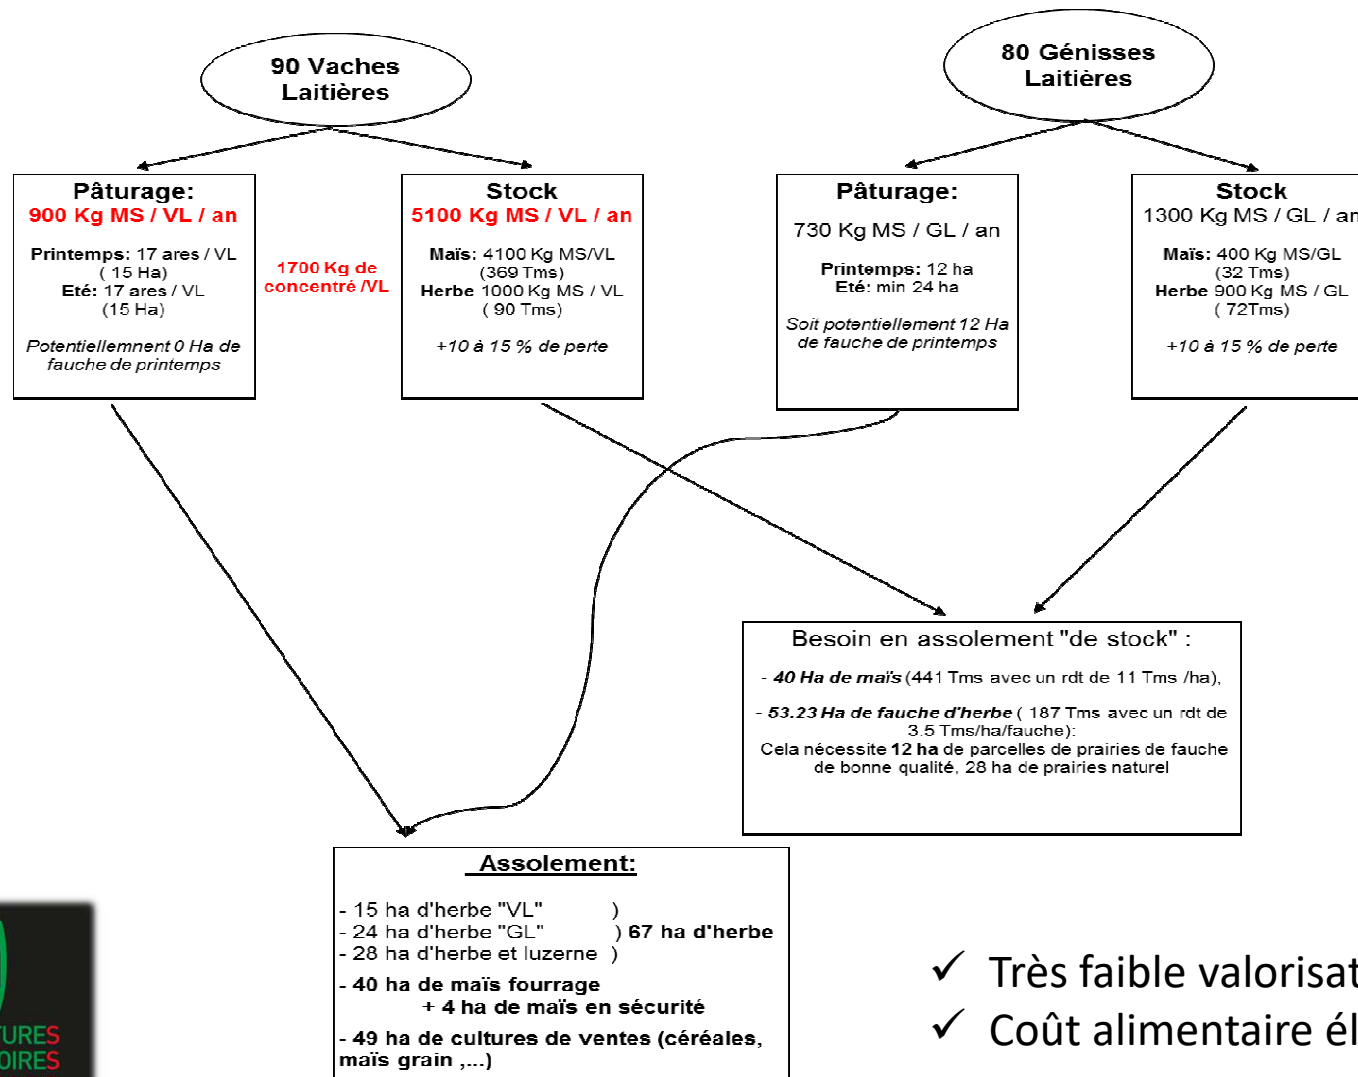 90 Vaches
Laitières
80 Génisses
Laitières
Pâturage:
900 Kg MS / VL / an
Printemps: 17 ares / VL
( 15 Ha)
Eté: 17 ares / VL
(15 Ha)
Potentiellemnent 0 Ha de
fauche de printemps
1700 Kg de
concentré /VL
Stock
5100 Kg MS / VL / an
Maïs: 4100 Kg MS/VL
(369 Tms)
Herbe 1000 Kg MS / VL
( 90 Tms)
+10 à 15 % de perte
Pâturage:
730 Kg MS / GL / an
Printemps: 12 ha
Eté: min 24 ha
Soit potentiellement 12 Ha
de fauche de printemps
Stock
1300 Kg MS / GL / an
Maïs: 400 Kg MS/GL
(32 Tms)
Herbe 900 Kg MS / GL
( 72Tms)
+10 à 15 % de perte
Besoin en assolement "de stock" :
- 40 Ha de maïs (441 Tms avec un rdt de 11 Tms /ha),
- 53.23 Ha de fauche d'herbe ( 187 Tms avec un rdt de
3.5 Tms/ha/fauche):
Cela nécessite 12 ha de parcelles de prairies de fauche
de bonne qualité, 28 ha de prairies naturel
Assolement:
- 15 ha d'herbe "VL" )
- 24 ha d'herbe "GL" ) 67 ha d'herbe
- 28 ha d'herbe et luzerne )
- 40 ha de maïs fourrage
+ 4 ha de maïs en sécurité
- 49 ha de cultures de ventes (céréales,
maïs grain ,...)
✓ Très faible valorisat
✓ Coût alimentaire él
TURES
OIRES